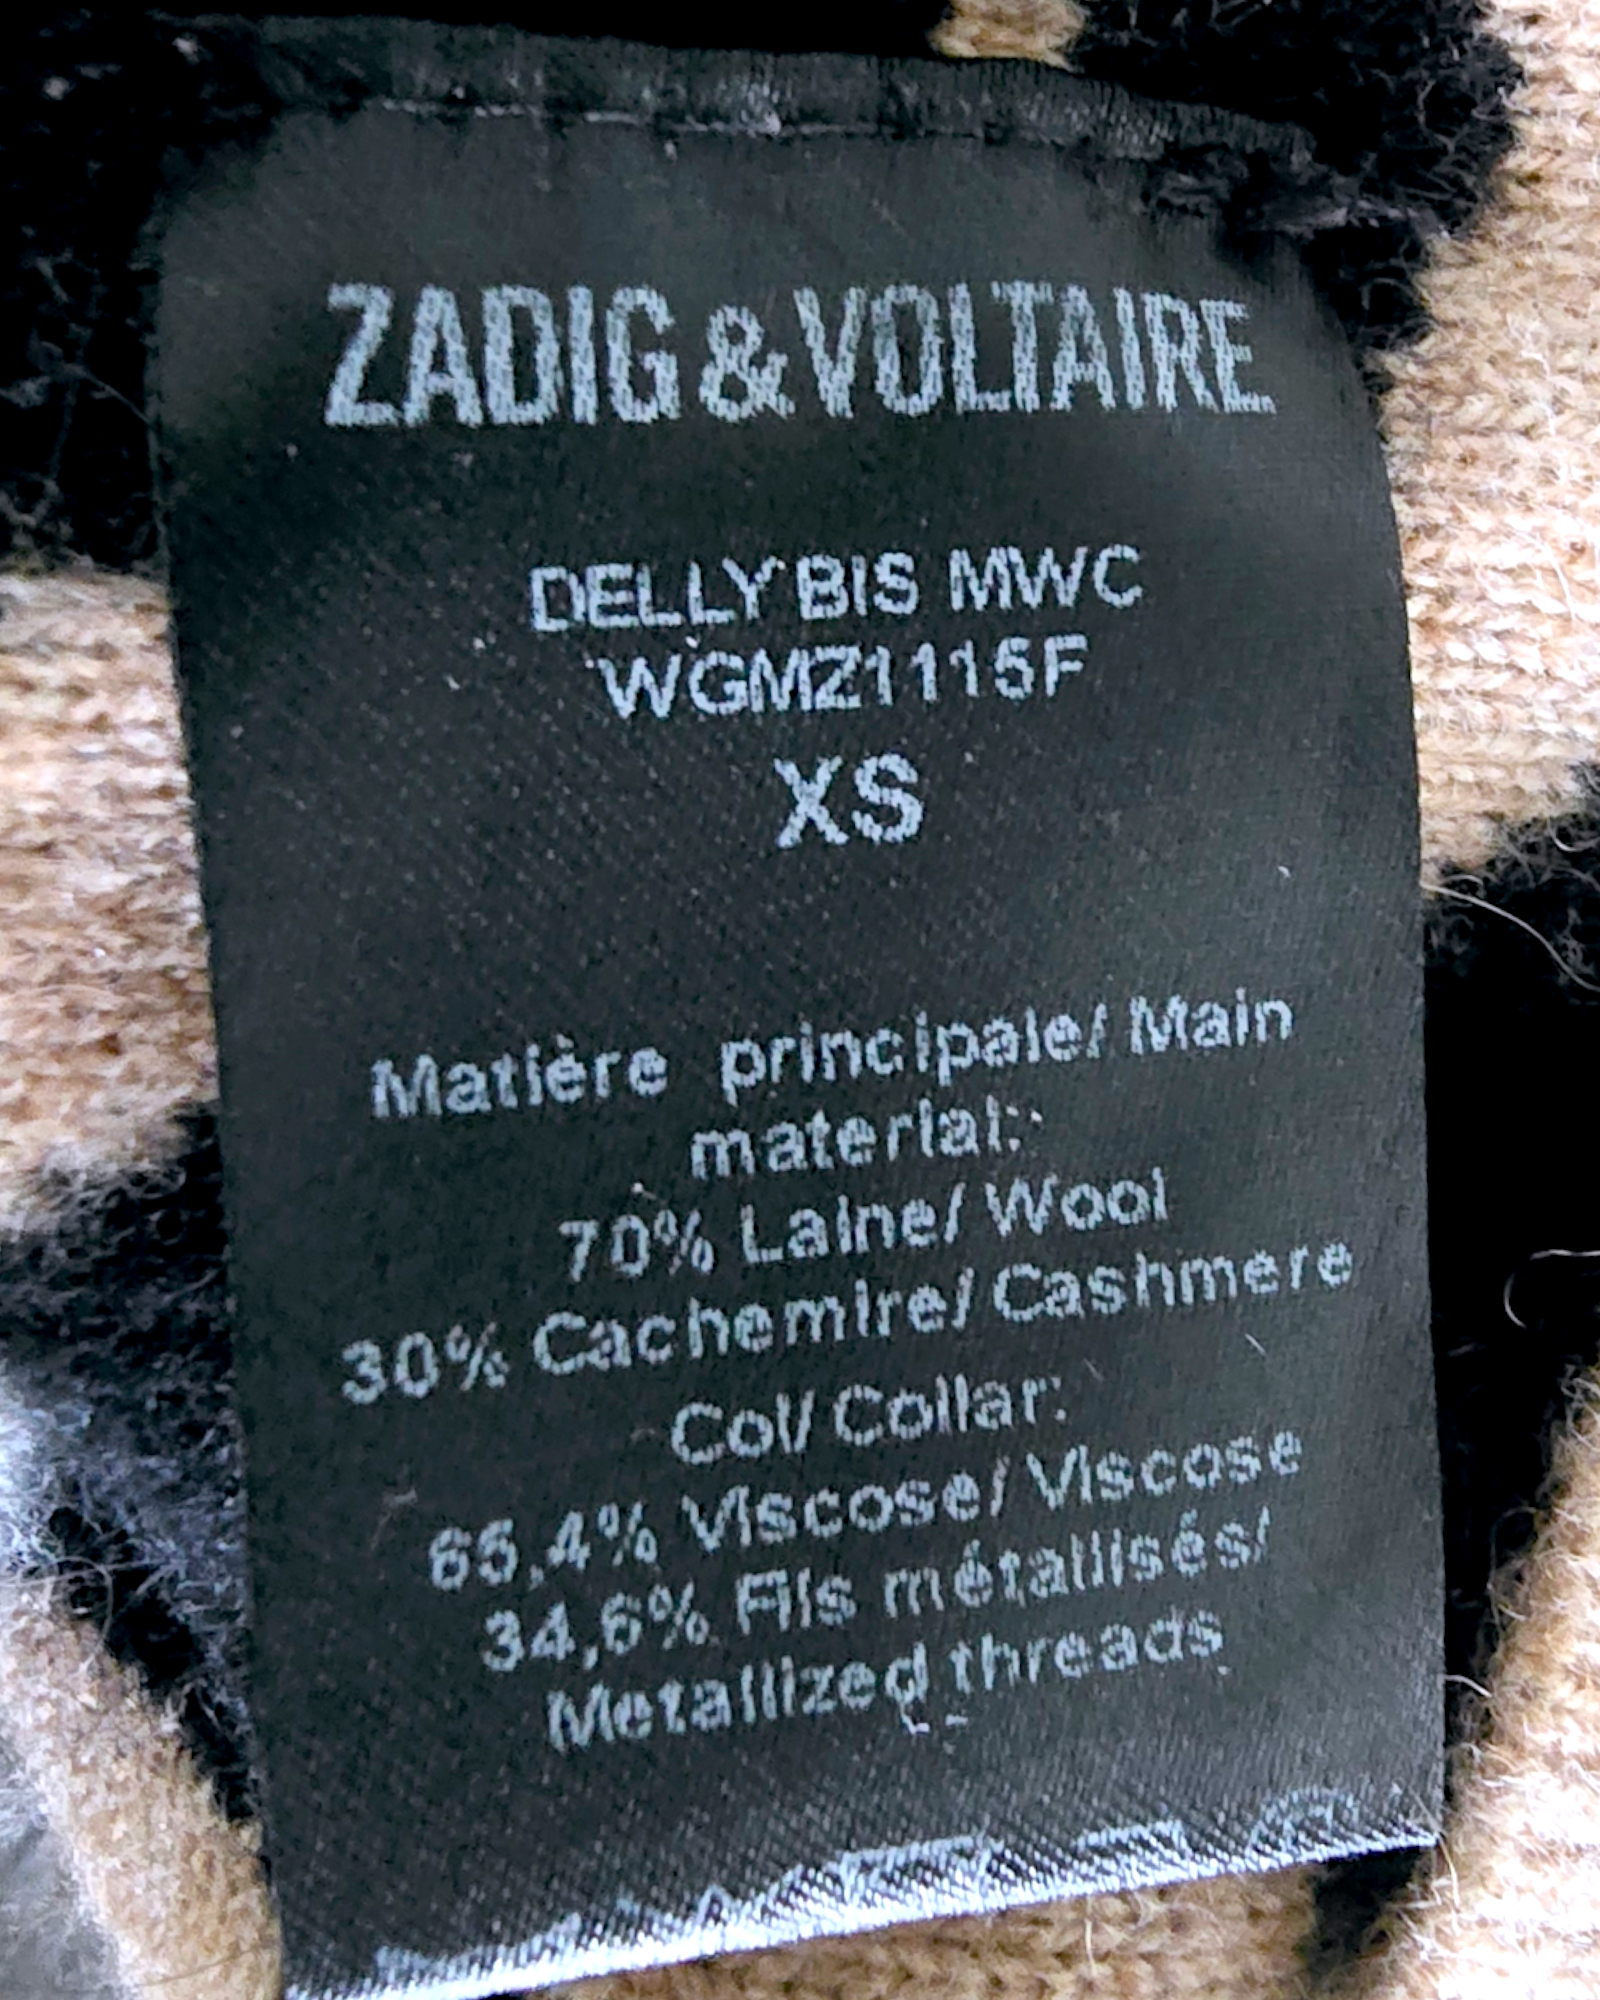 ZADIG & VOLTAIRE
DELLY BIS MWC
WGMZ1115F
XS
Matière principale/ Main
material:
70% Laine/ Wool
30% Cachemire/ Cashmere
Col/ Collar:
65,4% Viscose/ Viscose
34,6% Fils métallisés/
Metallized threads